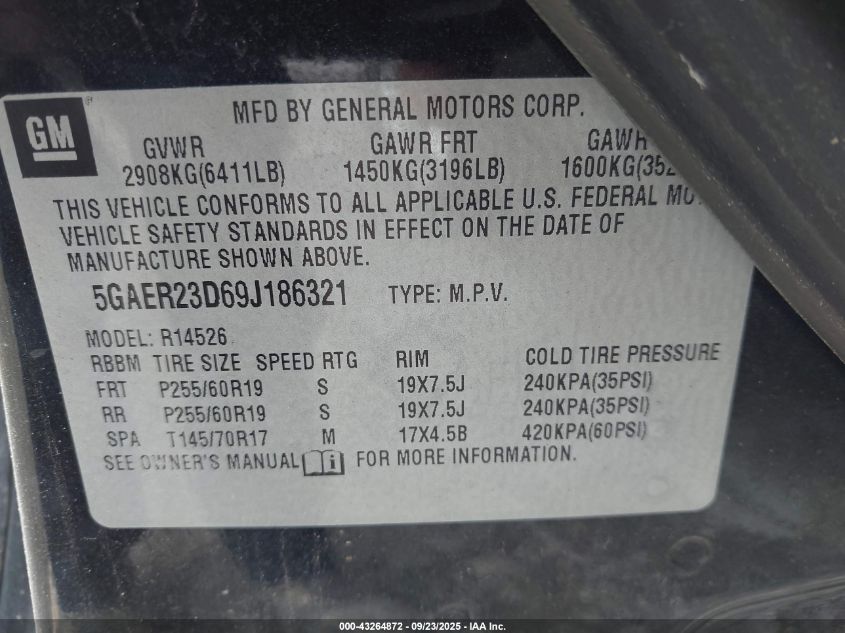 GM
MFD BY GENERAL MOTORS CORP.
GVWR GAWR FRT GAWR
2908KG(6411LB) 1450KG(3196LB) 1600KG(352
THIS VEHICLE CONFORMS TO ALL APPLICABLE U.S. FEDERAL MO
VEHICLE SAFETY STANDARDS IN EFFECT ON THE DATE OF
MANUFACTURE SHOWN ABOVE.
5GAER23D69J186321 TYPE: M.P.V.
MODEL: R14526
RBBM TIRE SIZE SPEED RTG RIM COLD TIRE PRESSURE
FRT P255/60R19 S 19X7.5J 240KPA(35PSI)
RR P255/60R19 S 19X7.5J 240KPA(35PSI)
SPA T145/70R17 M 17X4.5B 420KPA(60PSI)
SEE OWNER'S MANUAL FOR MORE INFORMATION.
000-43264872 - 09/23/2025 - IAA Inc.